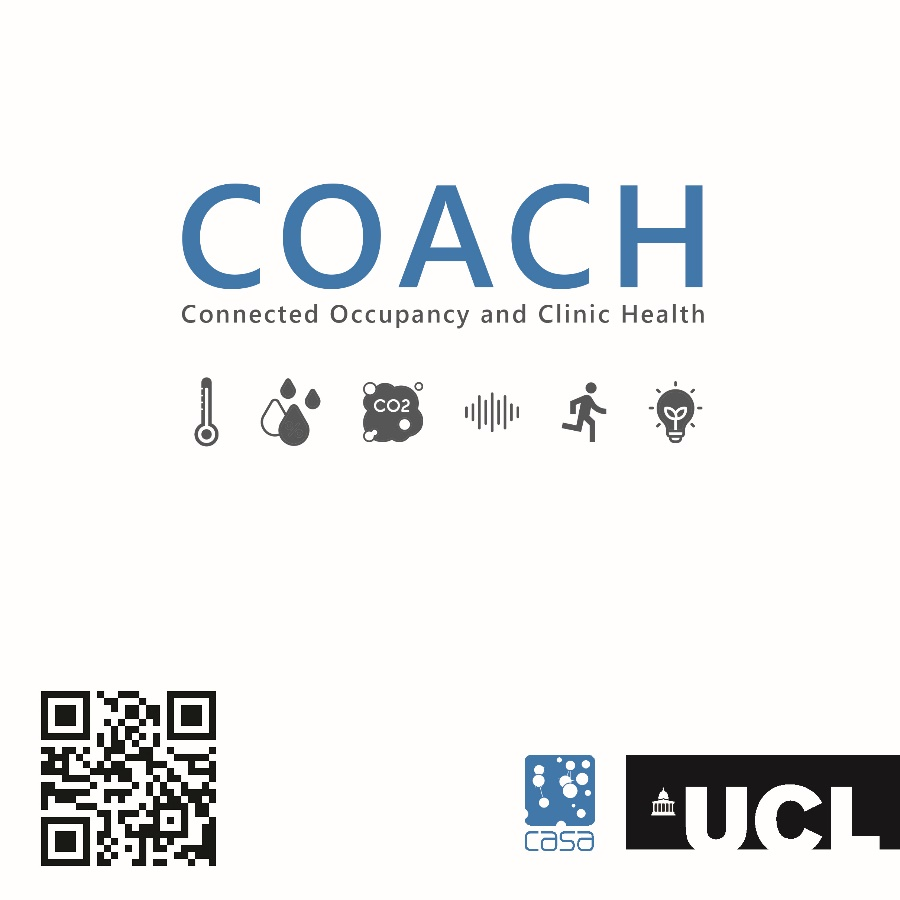 COACH
Connected Occupancy and Clinic Health
CO2
casa
UCL